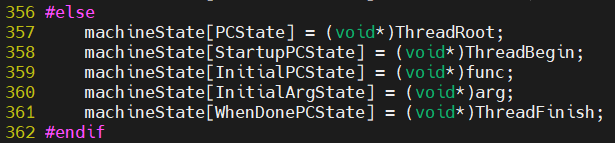 356 #else
357     machineState[PCState] = (void*)ThreadRoot;
358     machineState[StartupPCState] = (void*)ThreadBegin;
359     machineState[InitialPCState] = (void*)func;
360     machineState[InitialArgState] = (void*)arg;
361     machineState[WhenDonePCState] = (void*)ThreadFinish;
362 #endif